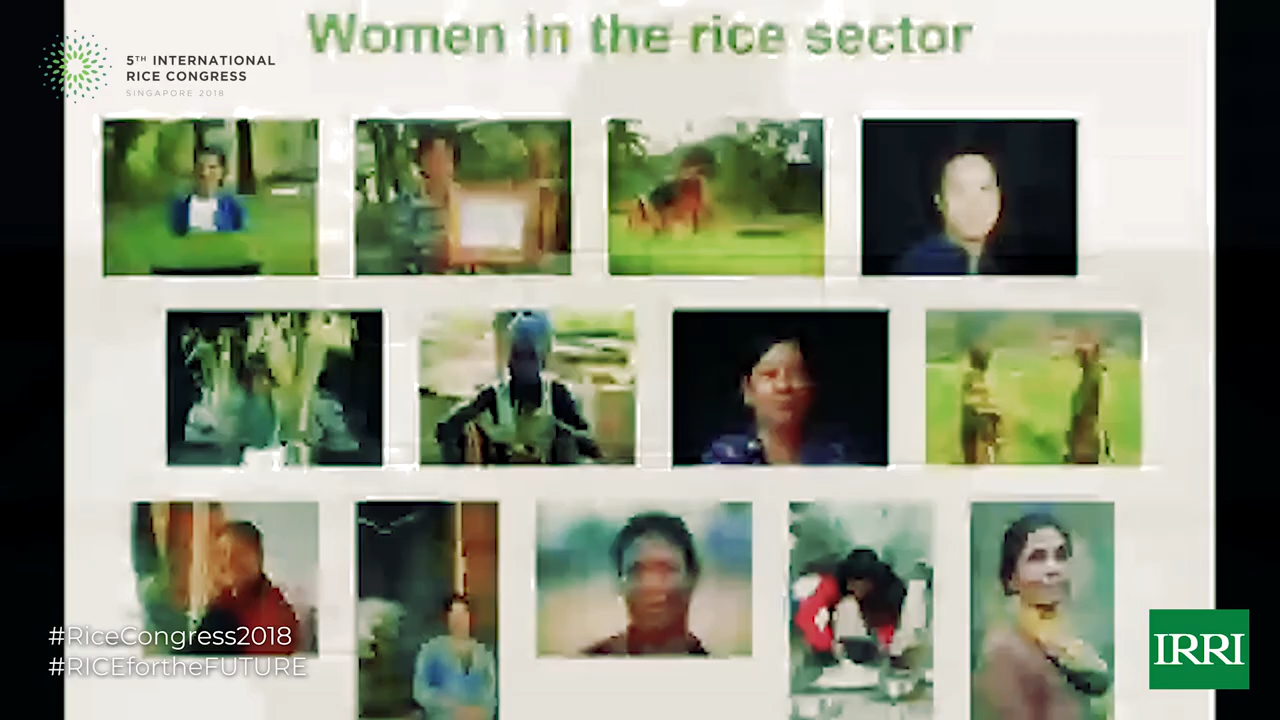 Women in the rice sector
5TH INTERNATIONAL
RICE CONGRESS
SINGAPORE 2018
#RiceCongress2018
#RICEfortheFUTURE
IRRI